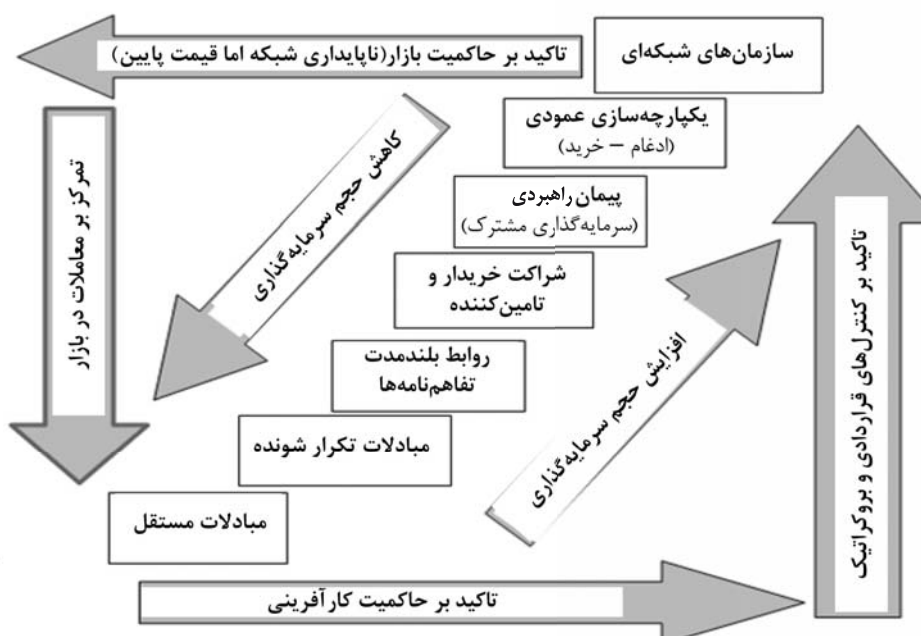 سازمان‌های شبکه‌ای
تاکید بر حاکمیت بازار(ناپایداری شبکه اما قیمت پایین)
یکپارچه‌سازی عمودی
(ادغام – خرید)
پیمان راهبردی
(سرمایه‌گذاری مشترک)
شراکت خریدار و
تامین‌کننده
روابط بلندمدت
تفاهم‌نامه‌ها
مبادلات تکرار شونده
مبادلات مستقل
کاهش حجم سرمایه‌گذاری
افزایش حجم سرمایه‌گذاری
تمرکز بر معاملات در بازار
تاکید بر کنترل‌های قراردادی و بروکراتیک
تاکید بر حاکمیت کارآفرینی